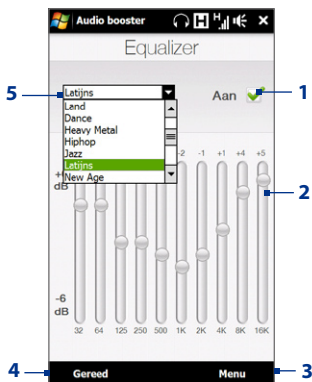 Audio booster
Equalizer
5
Latijns
Aan
1
Land
Dance
Heavy Metal
Hiphop
Jazz
Latijns
New Age
-2 -1 +1 +4 +5
dB
2
-6
dB
32 64 125 250 500 1K 2K 4K 8K 16K
4
Gereed
Menu
3